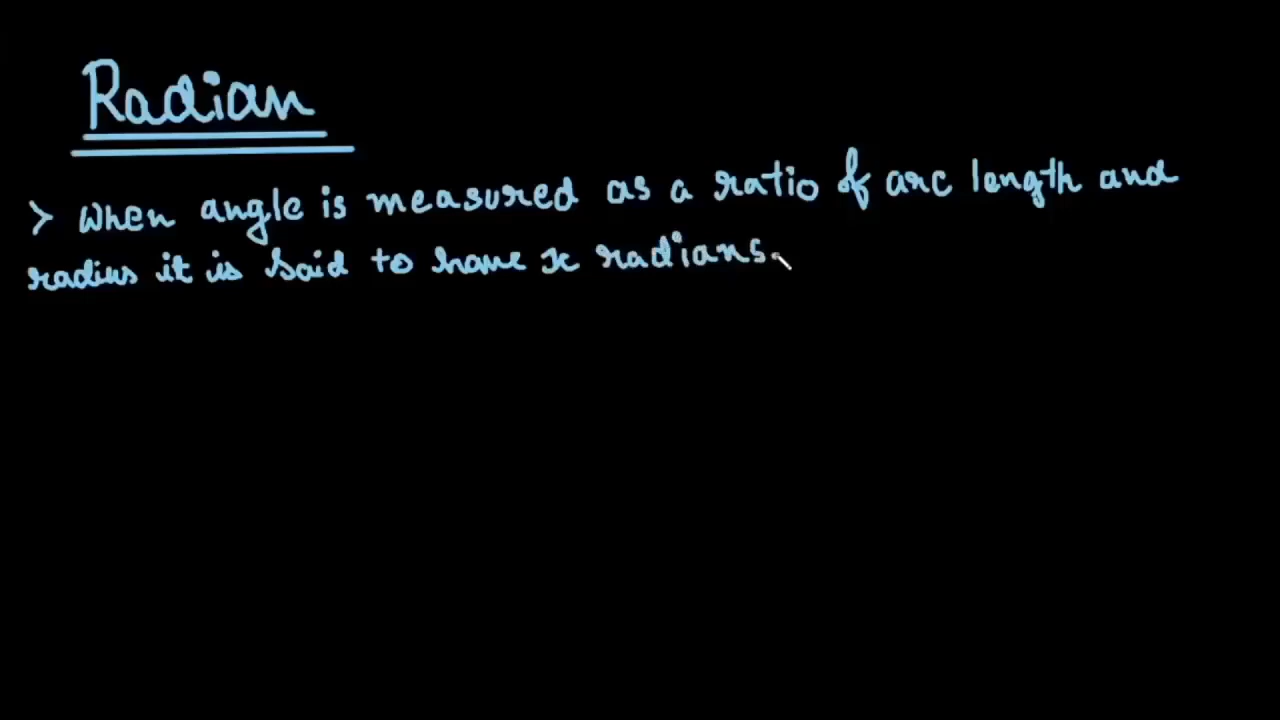 Radian
> When angle is measured as a ratio of arc length and
radius it is said to have x radians.